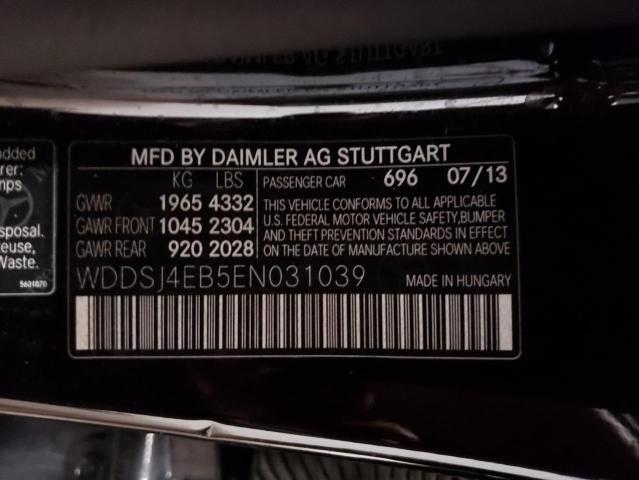 dded
rer:
mps
sposal.
euse,
Waste.
5601070
MFD BY DAIMLER AG STUTTGART
KG LBS
GVWR 1965 4332
GAWR FRONT 1045 2304
GAWR REAR 920 2028
PASSENGER CAR 696 07/13
THIS VEHICLE CONFORMS TO ALL APPLICABLE
U.S. FEDERAL MOTOR VEHICLE SAFETY, BUMPER
AND THEFT PREVENTION STANDARDS IN EFFECT
ON THE DATE OF MANUFACTURE SHOWN ABOVE
WDDSJ4EB5EN031039 MADE IN HUNGARY